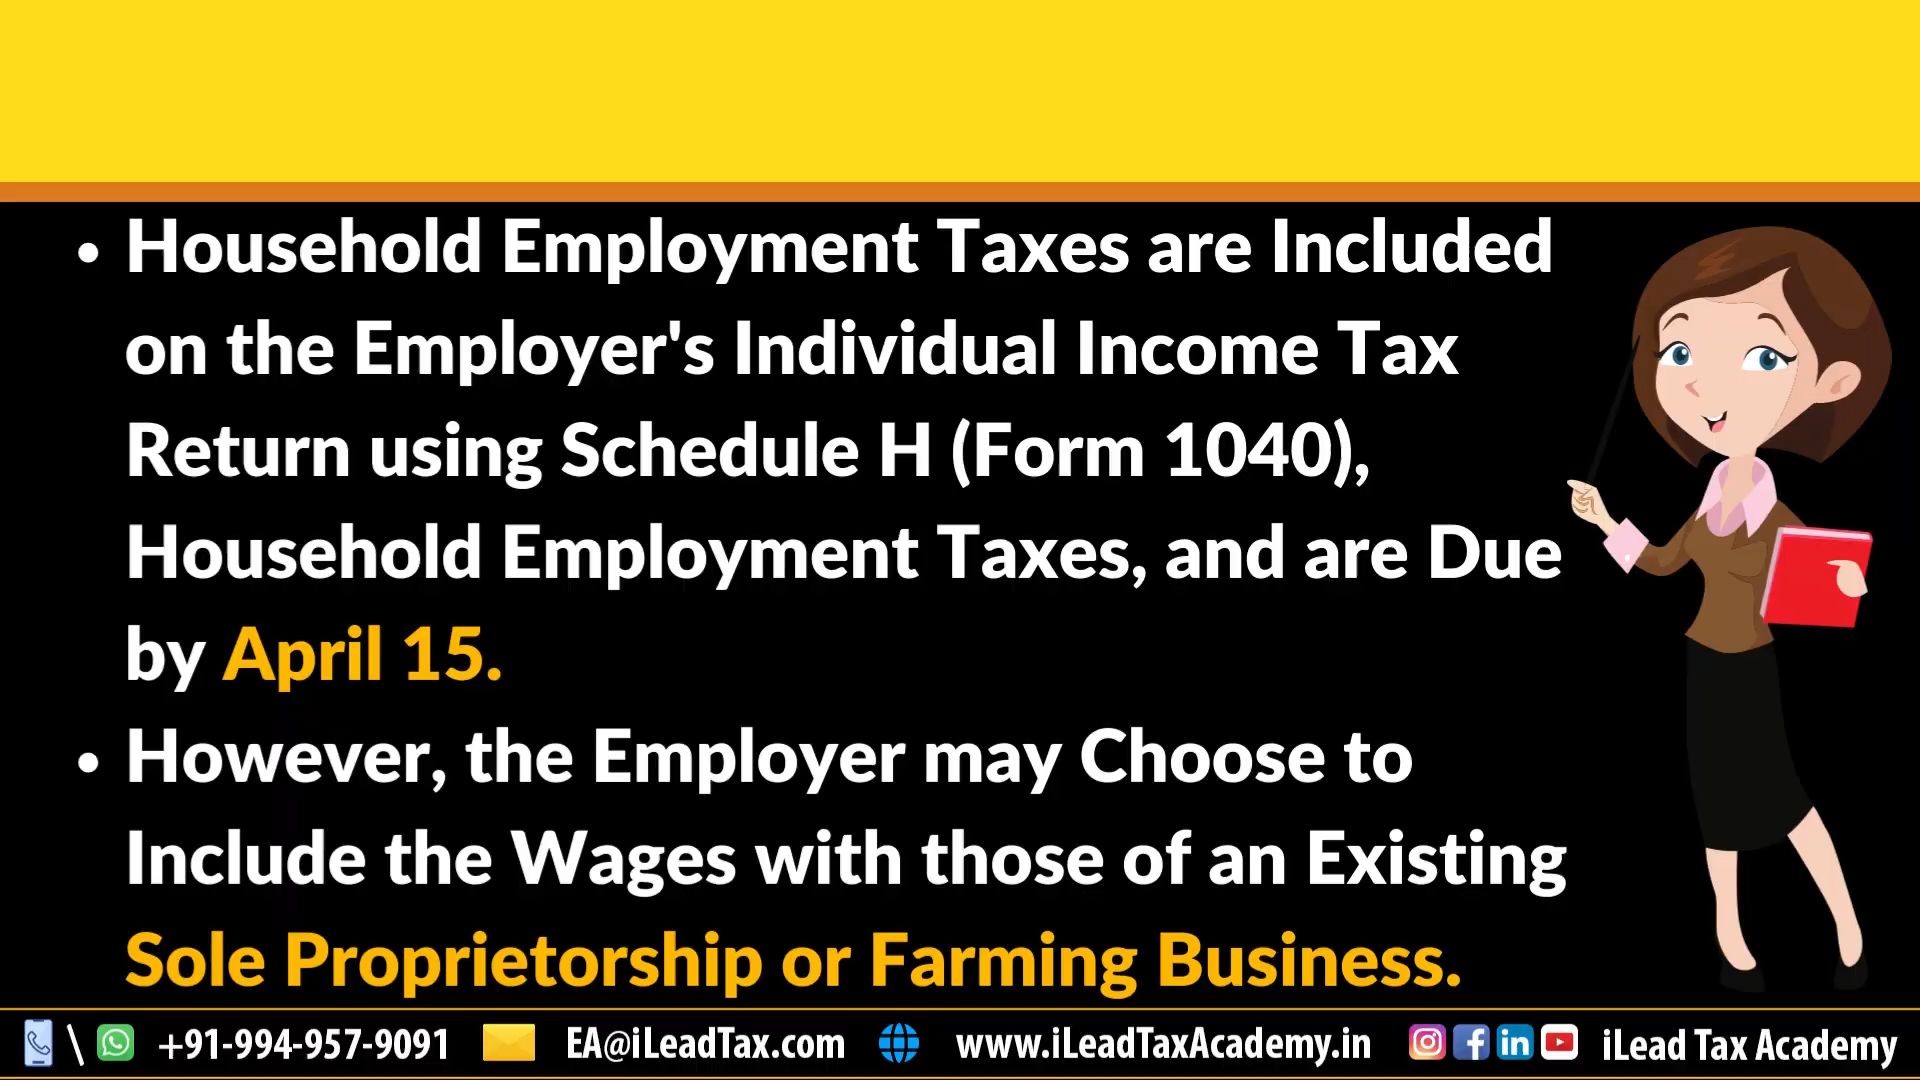 • Household Employment Taxes are Included
on the Employer's Individual Income Tax
Return using Schedule H (Form 1040),
Household Employment Taxes, and are Due
by April 15.
• However, the Employer may Choose to
Include the Wages with those of an Existing
Sole Proprietorship or Farming Business.
\ +91-994-957-9091 EA@iLeadTax.com www.iLeadTaxAcademy.in in iLead Tax Academy